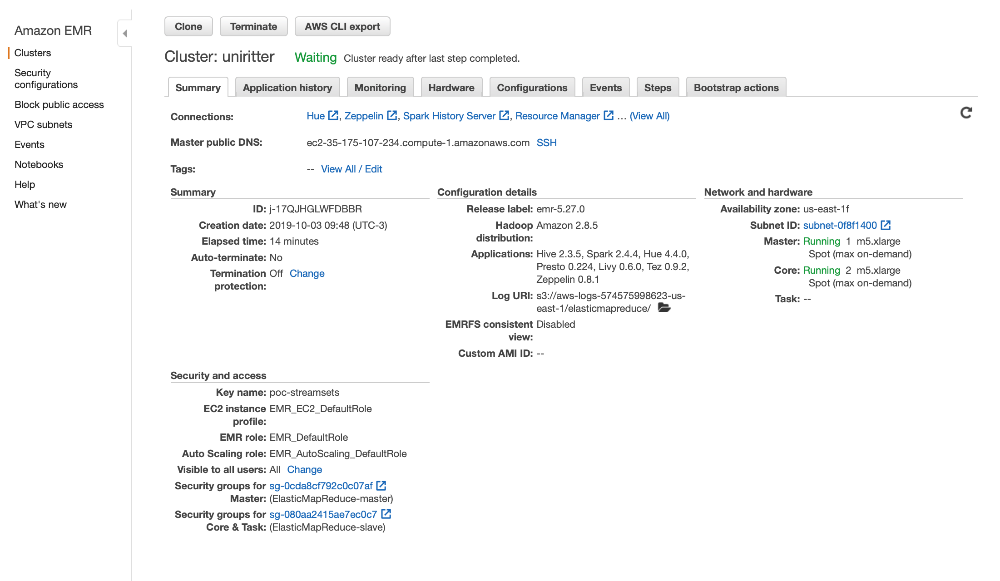 Amazon EMR
Clusters
Security
configurations
Block public access
VPC subnets
Events
Notebooks
Help
What's new
Clone Terminate AWS CLI export
Cluster: uniritter Waiting Cluster ready after last step completed.
Summary Application history Monitoring Hardware Configurations Events Steps Bootstrap actions
Connections: Hue, Zeppelin, Spark History Server, Resource Manager ... (View All)
Master public DNS: ec2-35-175-107-234.compute-1.amazonaws.com SSH
Tags: -- View All / Edit
Summary
ID: j-17QJHGLWFDBBR
Creation date: 2019-10-03 09:48 (UTC-3)
Elapsed time: 14 minutes
Auto-terminate: No
Termination Off Change
protection:
Configuration details
Release label: emr-5.27.0
Hadoop Amazon 2.8.5
distribution:
Applications: Hive 2.3.5, Spark 2.4.4, Hue 4.4.0,
Presto 0.224, Livy 0.6.0, Tez 0.9.2,
Zeppelin 0.8.1
Log URI: s3://aws-logs-574575998623-us-
east-1/elasticmapreduce/
EMRFS consistent Disabled
view:
Custom AMI ID: --
Network and hardware
Availability zone: us-east-1f
Subnet ID: subnet-0f8f1400
Master: Running 1 m5.xlarge
Spot (max on-demand)
Core: Running 2 m5.xlarge
Spot (max on-demand)
Task: --
Security and access
Key name: poc-streamsets
EC2 instance EMR_EC2_DefaultRole
profile:
EMR role: EMR_DefaultRole
Auto Scaling role: EMR_AutoScaling_DefaultRole
Visible to all users: All Change
Security groups for sg-0cda8cf792c0c07af
Master: (ElasticMapReduce-master)
Security groups for sg-080aa2415ae7ec0c7
Core & Task: (ElasticMapReduce-slave)